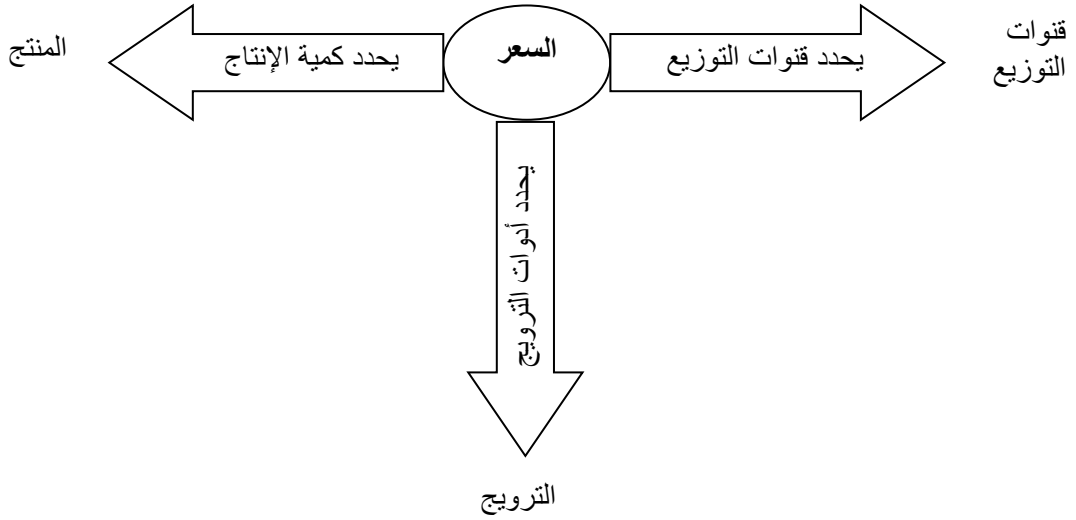 قنوات
التوزيع
يحدد قنوات التوزيع
السعر
يحدد كمية الإنتاج
المنتج
يحدد أدوات الترويج
الترويج